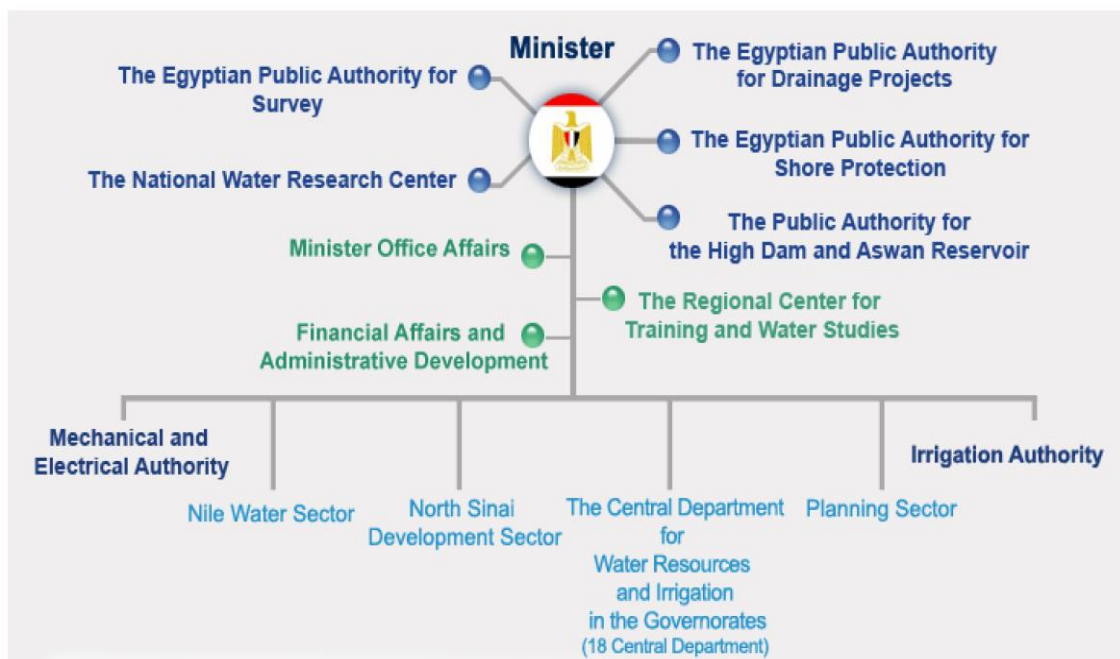 Minister
The Egyptian Public Authority for
Survey
The National Water Research Center
The Egyptian Public Authority
for Drainage Projects
The Egyptian Public Authority for
Shore Protection
The Public Authority for
the High Dam and Aswan Reservoir
Minister Office Affairs
The Regional Center for
Training and Water Studies
Financial Affairs and
Administrative Development
Mechanical and
Electrical Authority
Nile Water Sector
North Sinai
Development Sector
The Central Department
for
Water Resources
and Irrigation
in the Governorates
(18 Central Department)
Planning Sector
Irrigation Authority